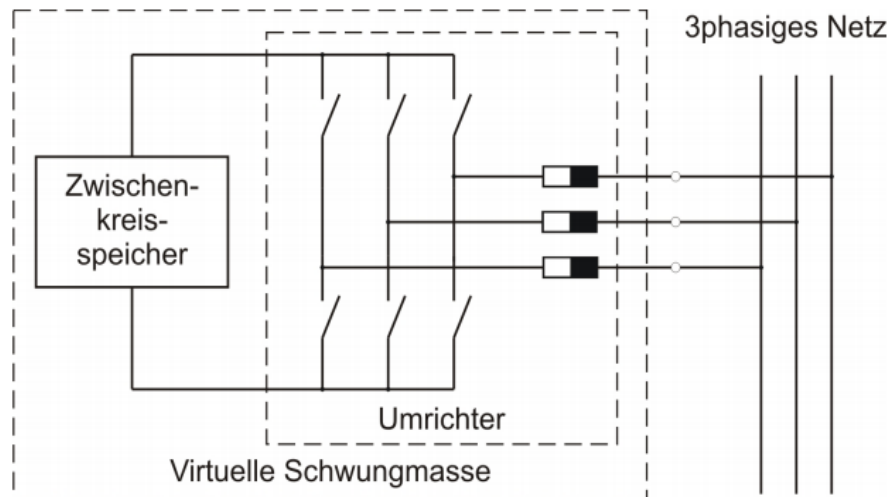 3phasiges Netz
Zwischen-
kreis-
speicher
Umrichter
Virtuelle Schwungmasse